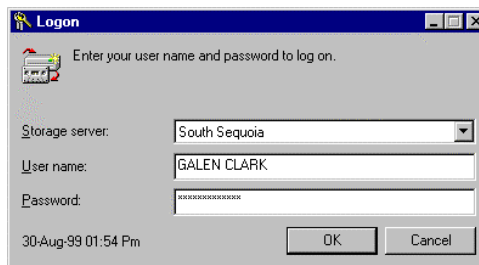 Logon
Enter your user name and password to log on.
Storage server: South Sequoia
User name: GALEN CLARK
Password: *************
30-Aug-99 01:54 Pm OK Cancel